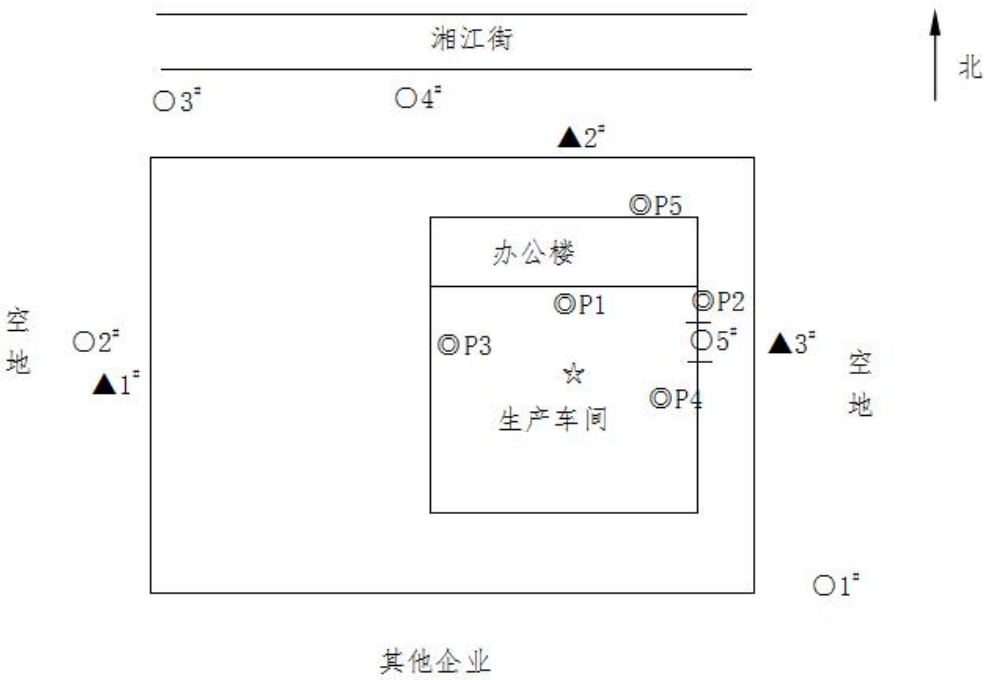 湘江街
北
○3#
○4#
▲2#
◎P5
办公楼
◎P1
◎P2
空地
○2#
◎P3
○5#
▲3#
空地
▲1#
☆
◎P4
生产车间
○1#
其他企业